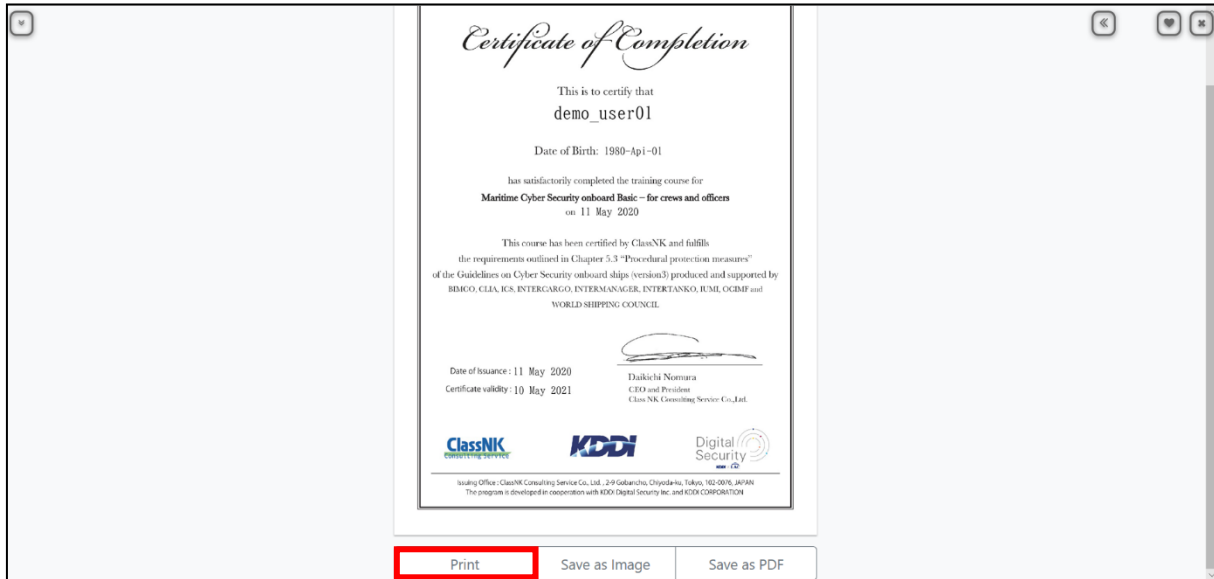 Certificate of Completion
This is to certify that
demo_user01
Date of Birth: 1980-Api-01
has satisfactorily completed the training course for
Maritime Cyber Security onboard Basic – for crews and officers
on 11 May 2020
This course has been certified by ClassNK and fulfills
the requirements outlined in Chapter 5.3 “Procedural protection measures”
of the Guidelines on Cyber Security onboard ships (version3) produced and supported by
BIMCO, CLIA, ICS, INTERCARGO, INTERMANAGER, INTERTANKO, IUMI, OCIMF and
WORLD SHIPPING COUNCIL
Date of Issuance : 11 May 2020
Certificate validity : 10 May 2021
Daikichi Nomura
CEO and President
Class NK Consulting Service Co.,Ltd.
ClassNK
CONSULTING SERVICE
KDDI
Digital
Security
Issuing Office : ClassNK Consulting Service Co., Ltd. , 2-9 Gobancho, Chiyoda-ku, Tokyo, 102-0076, JAPAN
The program is developed in cooperation with KDDI Digital Security Inc. and KDDI CORPORATION
Print
Save as Image
Save as PDF